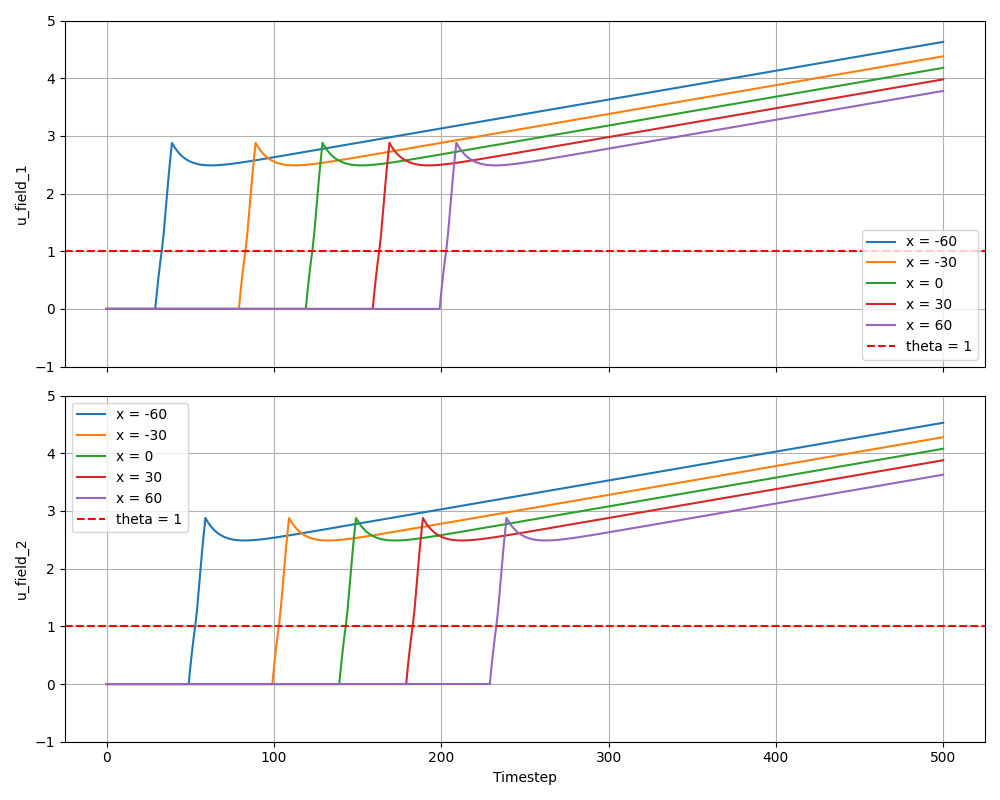 5
4
3
2
1
0
−1
u_field_1
x = -60
x = -30
x = 0
x = 30
x = 60
theta = 1
5
4
3
2
1
0
−1
u_field_2
x = -60
x = -30
x = 0
x = 30
x = 60
theta = 1
0
100
200
300
400
500
Timestep